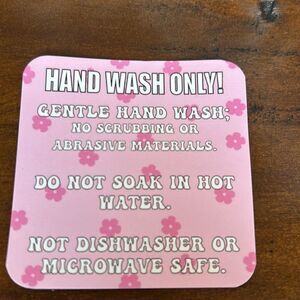 HAND WASH ONLY!
GENTLE HAND WASH;
NO SCRUBBING OR
ABRASIVE MATERIALS.
DO NOT SOAK IN HOT
WATER.
NOT DISHWASHER OR
MICROWAVE SAFE.